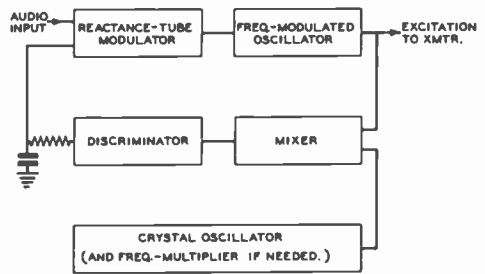 AUDIO
INPUT
REACTANCE-TUBE
MODULATOR
FREQ.-MODULATED
OSCILLATOR
EXCITATION
TO XMTR.
DISCRIMINATOR
MIXER
CRYSTAL OSCILLATOR
(AND FREQ.-MULTIPLIER IF NEEDED.)